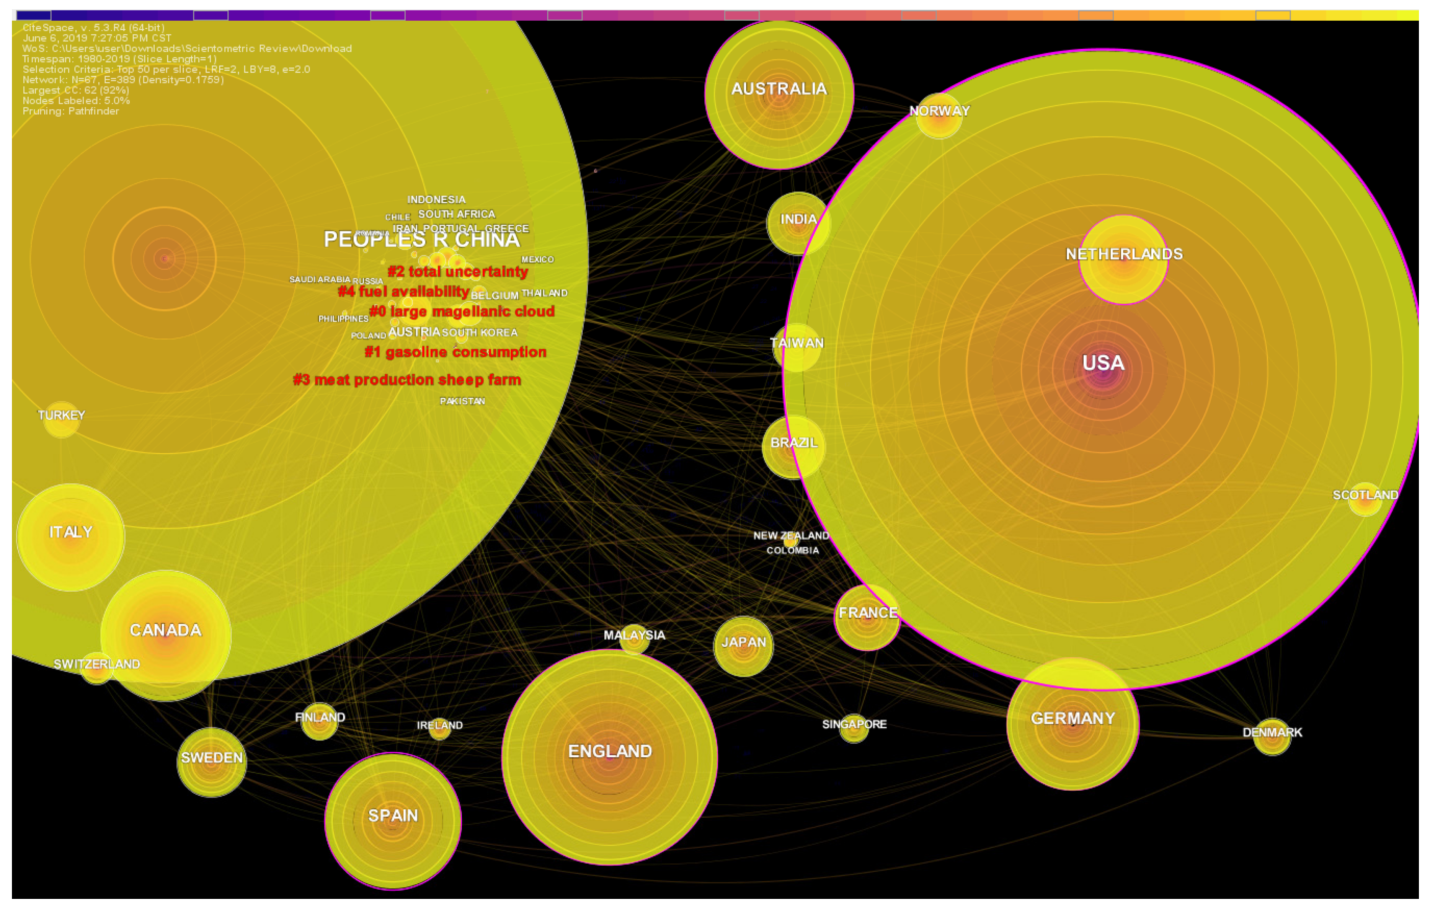 CiteSpace, v. 5.3.R4 (64-bit)
June 6, 2019 7:27:05 PM CST
WoS: C:\Users\user\Downloads\Scientometric Review\Download
Timespan: 1980-2019 (Slice Length=1)
Selection Criteria: Top 50 per slice, LRF=2, LBY=8, e=2.0
Network: N=67, E=389 (Density=0.1759)
Largest CC: 62 (92%)
Nodes Labeled: 5.0%
Pruning: Pathfinder
AUSTRALIA
NORWAY
INDONESIA
CHILE SOUTH AFRICA
INDIA
IRAN PORTUGAL GREECE
PEOPLES R CHINA
NETHERLANDS
MEXICO
#2 total uncertainty
SAUDI ARABIA RUSSIA
#4 fuel availability BELGIUM THAILAND
#0 large magellanic cloud
PHILIPPINES
POLAND AUSTRIA SOUTH KOREA
TAIWAN
#1 gasoline consumption
USA
#3 meat production sheep farm
PAKISTAN
TURKEY
BRAZIL
SCOTLAND
ITALY
NEW ZEALAND
COLOMBIA
FRANCE
CANADA
MALAYSIA
JAPAN
SWITZERLAND
FINLAND
IRELAND
SINGAPORE
GERMANY
DENMARK
ENGLAND
SWEDEN
SPAIN